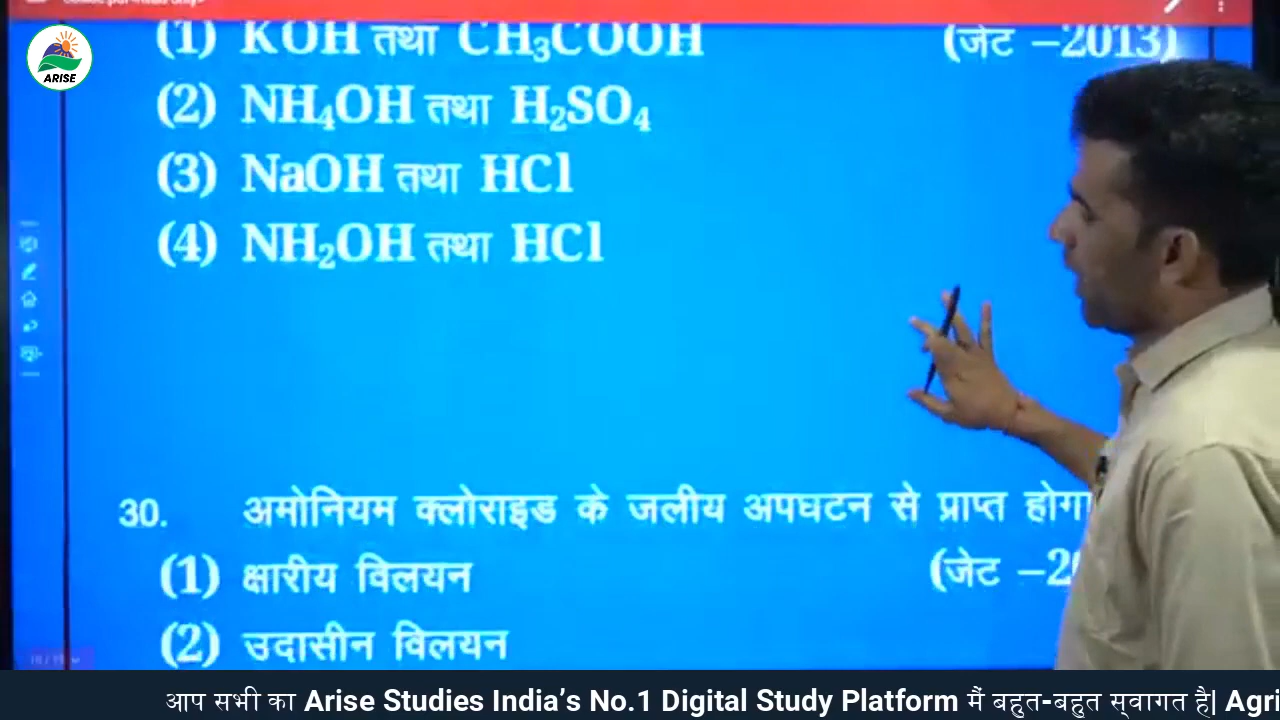 ARISE
(1) KOH तथा CH₃COOH (जेट –2013)
(2) NH₄OH तथा H₂SO₄
(3) NaOH तथा HCl
(4) NH₂OH तथा HCl
30. अमोनियम क्लोराइड के जलीय अपघटन से प्राप्त होगा
(1) क्षारीय विलयन (जेट –20
(2) उदासीन विलयन
आप सभी का Arise Studies India’s No.1 Digital Study Platform में बहुत-बहुत स्वागत है| Agri